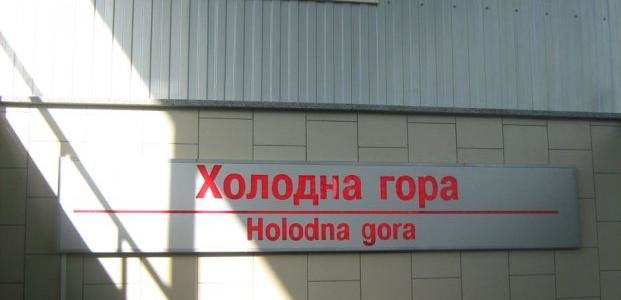 Холодна гора
Holodna gora